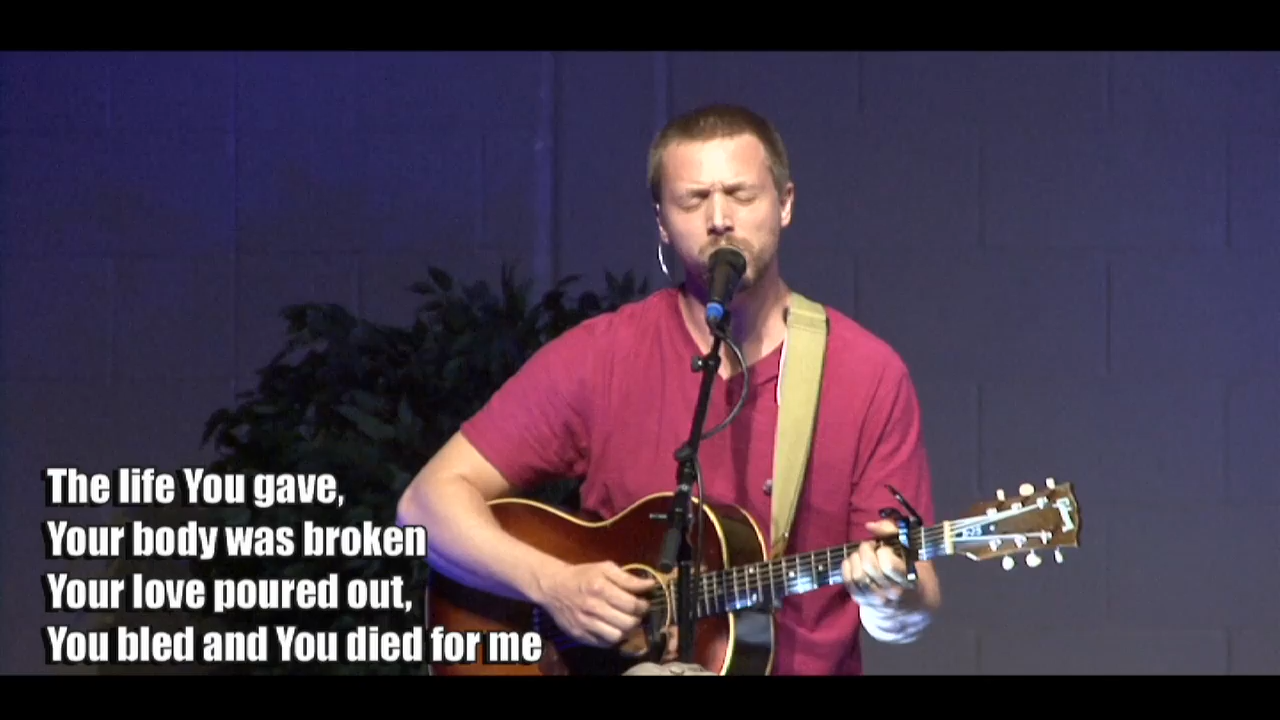 The life You gave,
Your body was broken
Your love poured out,
You bled and You died for me
Gibson